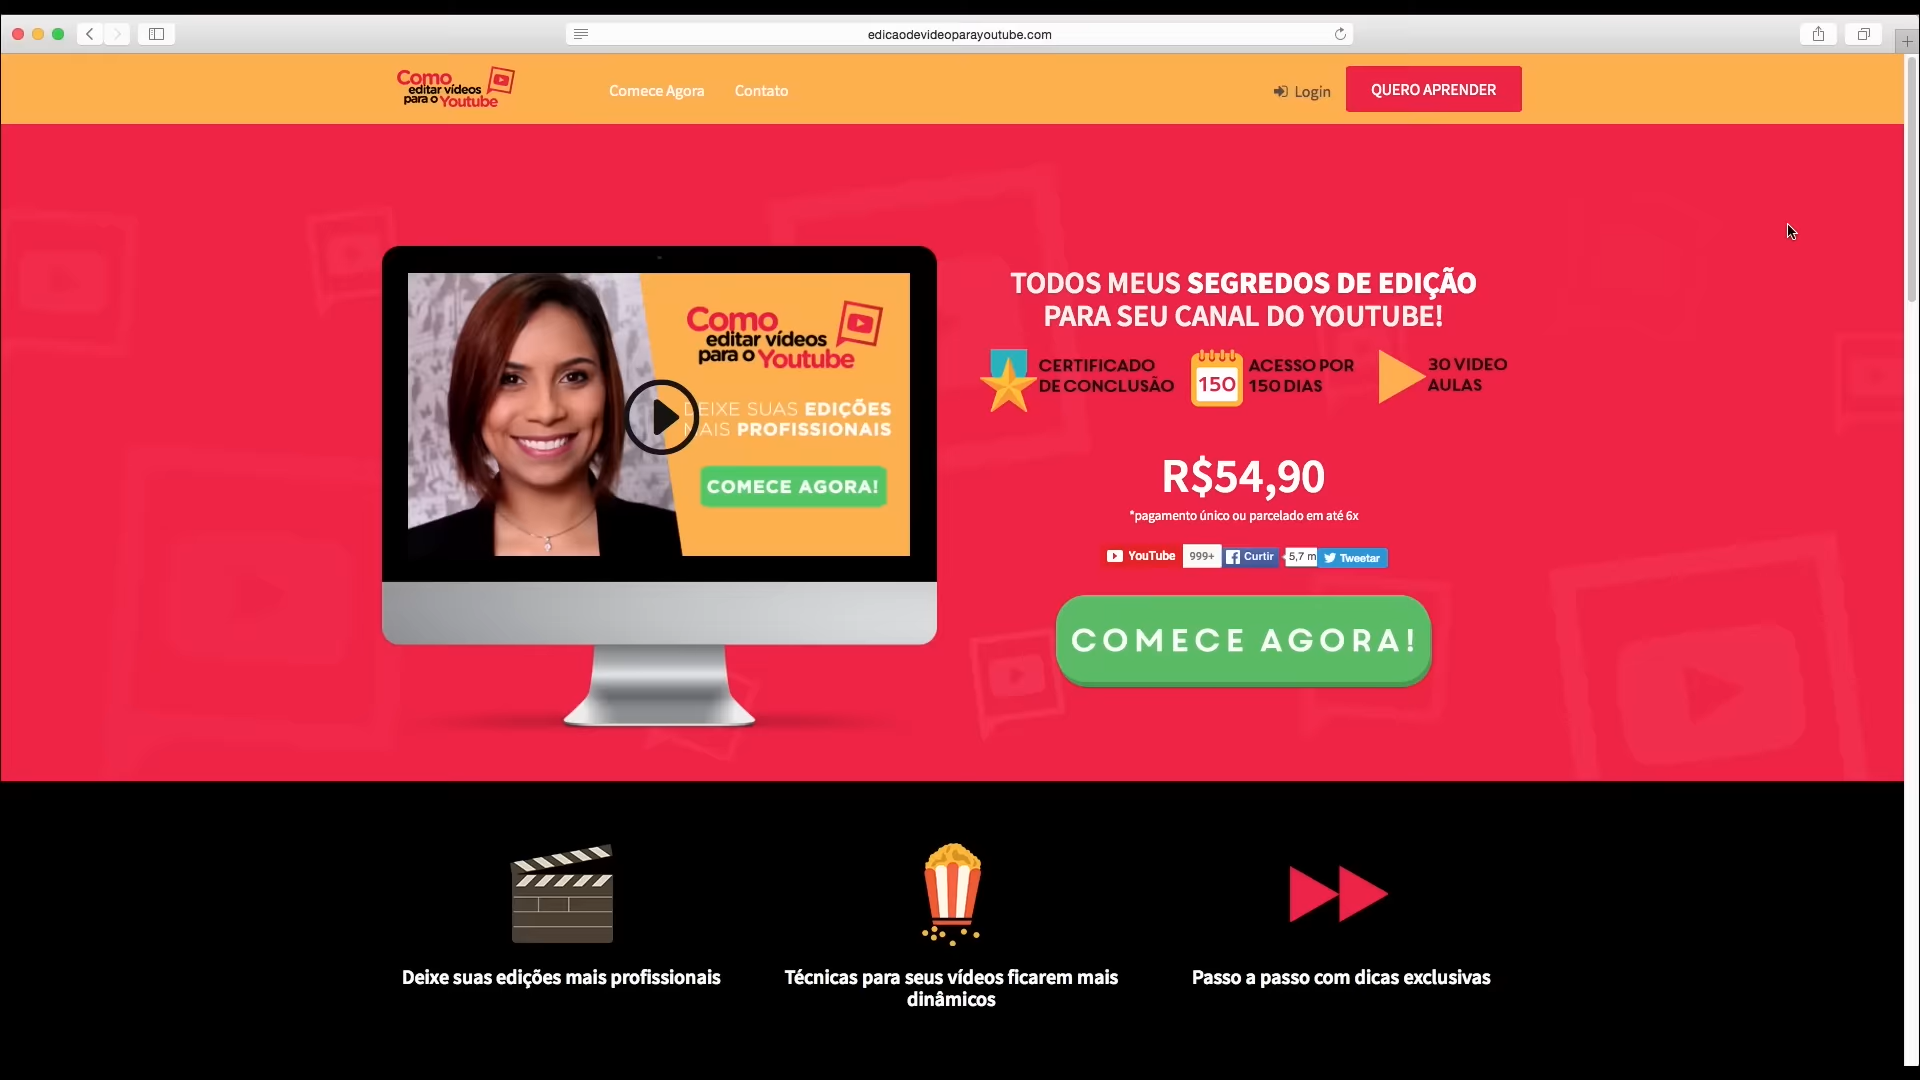 edicaodevideoparayoutube.com
Como
editar vídeos
para o Youtube
Comece Agora
Contato
Login
QUERO APRENDER
Como
editar vídeos
para o Youtube
EIXE SUAS EDIÇÕES
AIS PROFISSIONAIS
COMECE AGORA!
TODOS MEUS SEGREDOS DE EDIÇÃO
PARA SEU CANAL DO YOUTUBE!
CERTIFICADO
DE CONCLUSÃO
150
ACESSO POR
150 DIAS
30 VIDEO
AULAS
R$54,90
*pagamento único ou parcelado em até 6x
YouTube 999+ Curtir 5,7 m Tweetar
COMECE AGORA!
Deixe suas edições mais profissionais
Técnicas para seus vídeos ficarem mais
dinâmicos
Passo a passo com dicas exclusivas